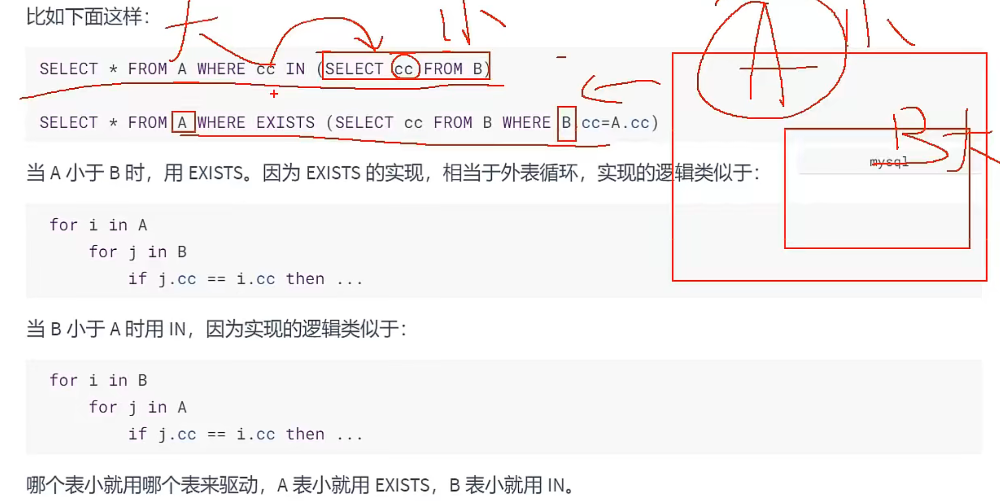 比如下面这样：
大 小
SELECT * FROM A WHERE cc IN (SELECT cc FROM B)
A
SELECT * FROM A WHERE EXISTS (SELECT cc FROM B WHERE B.cc=A.cc)
B大
mysql
当 A 小于 B 时，用 EXISTS。因为 EXISTS 的实现，相当于外表循环，实现的逻辑类似于：
for i in A
for j in B
if j.cc == i.cc then ...
当 B 小于 A 时用 IN，因为实现的逻辑类似于：
for i in B
for j in A
if j.cc == i.cc then ...
哪个表小就用哪个表来驱动，A 表小就用 EXISTS，B 表小就用 IN。